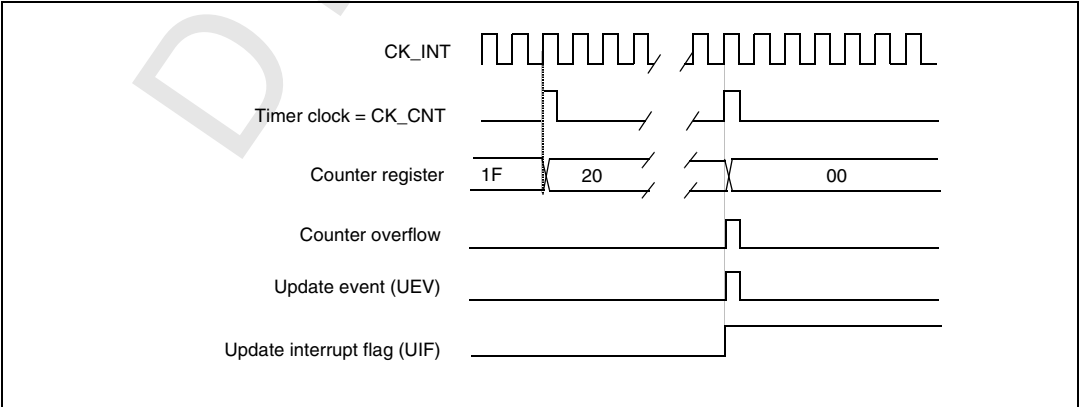 CK_INT
Timer clock = CK_CNT
Counter register 1F 20 00
Counter overflow
Update event (UEV)
Update interrupt flag (UIF)